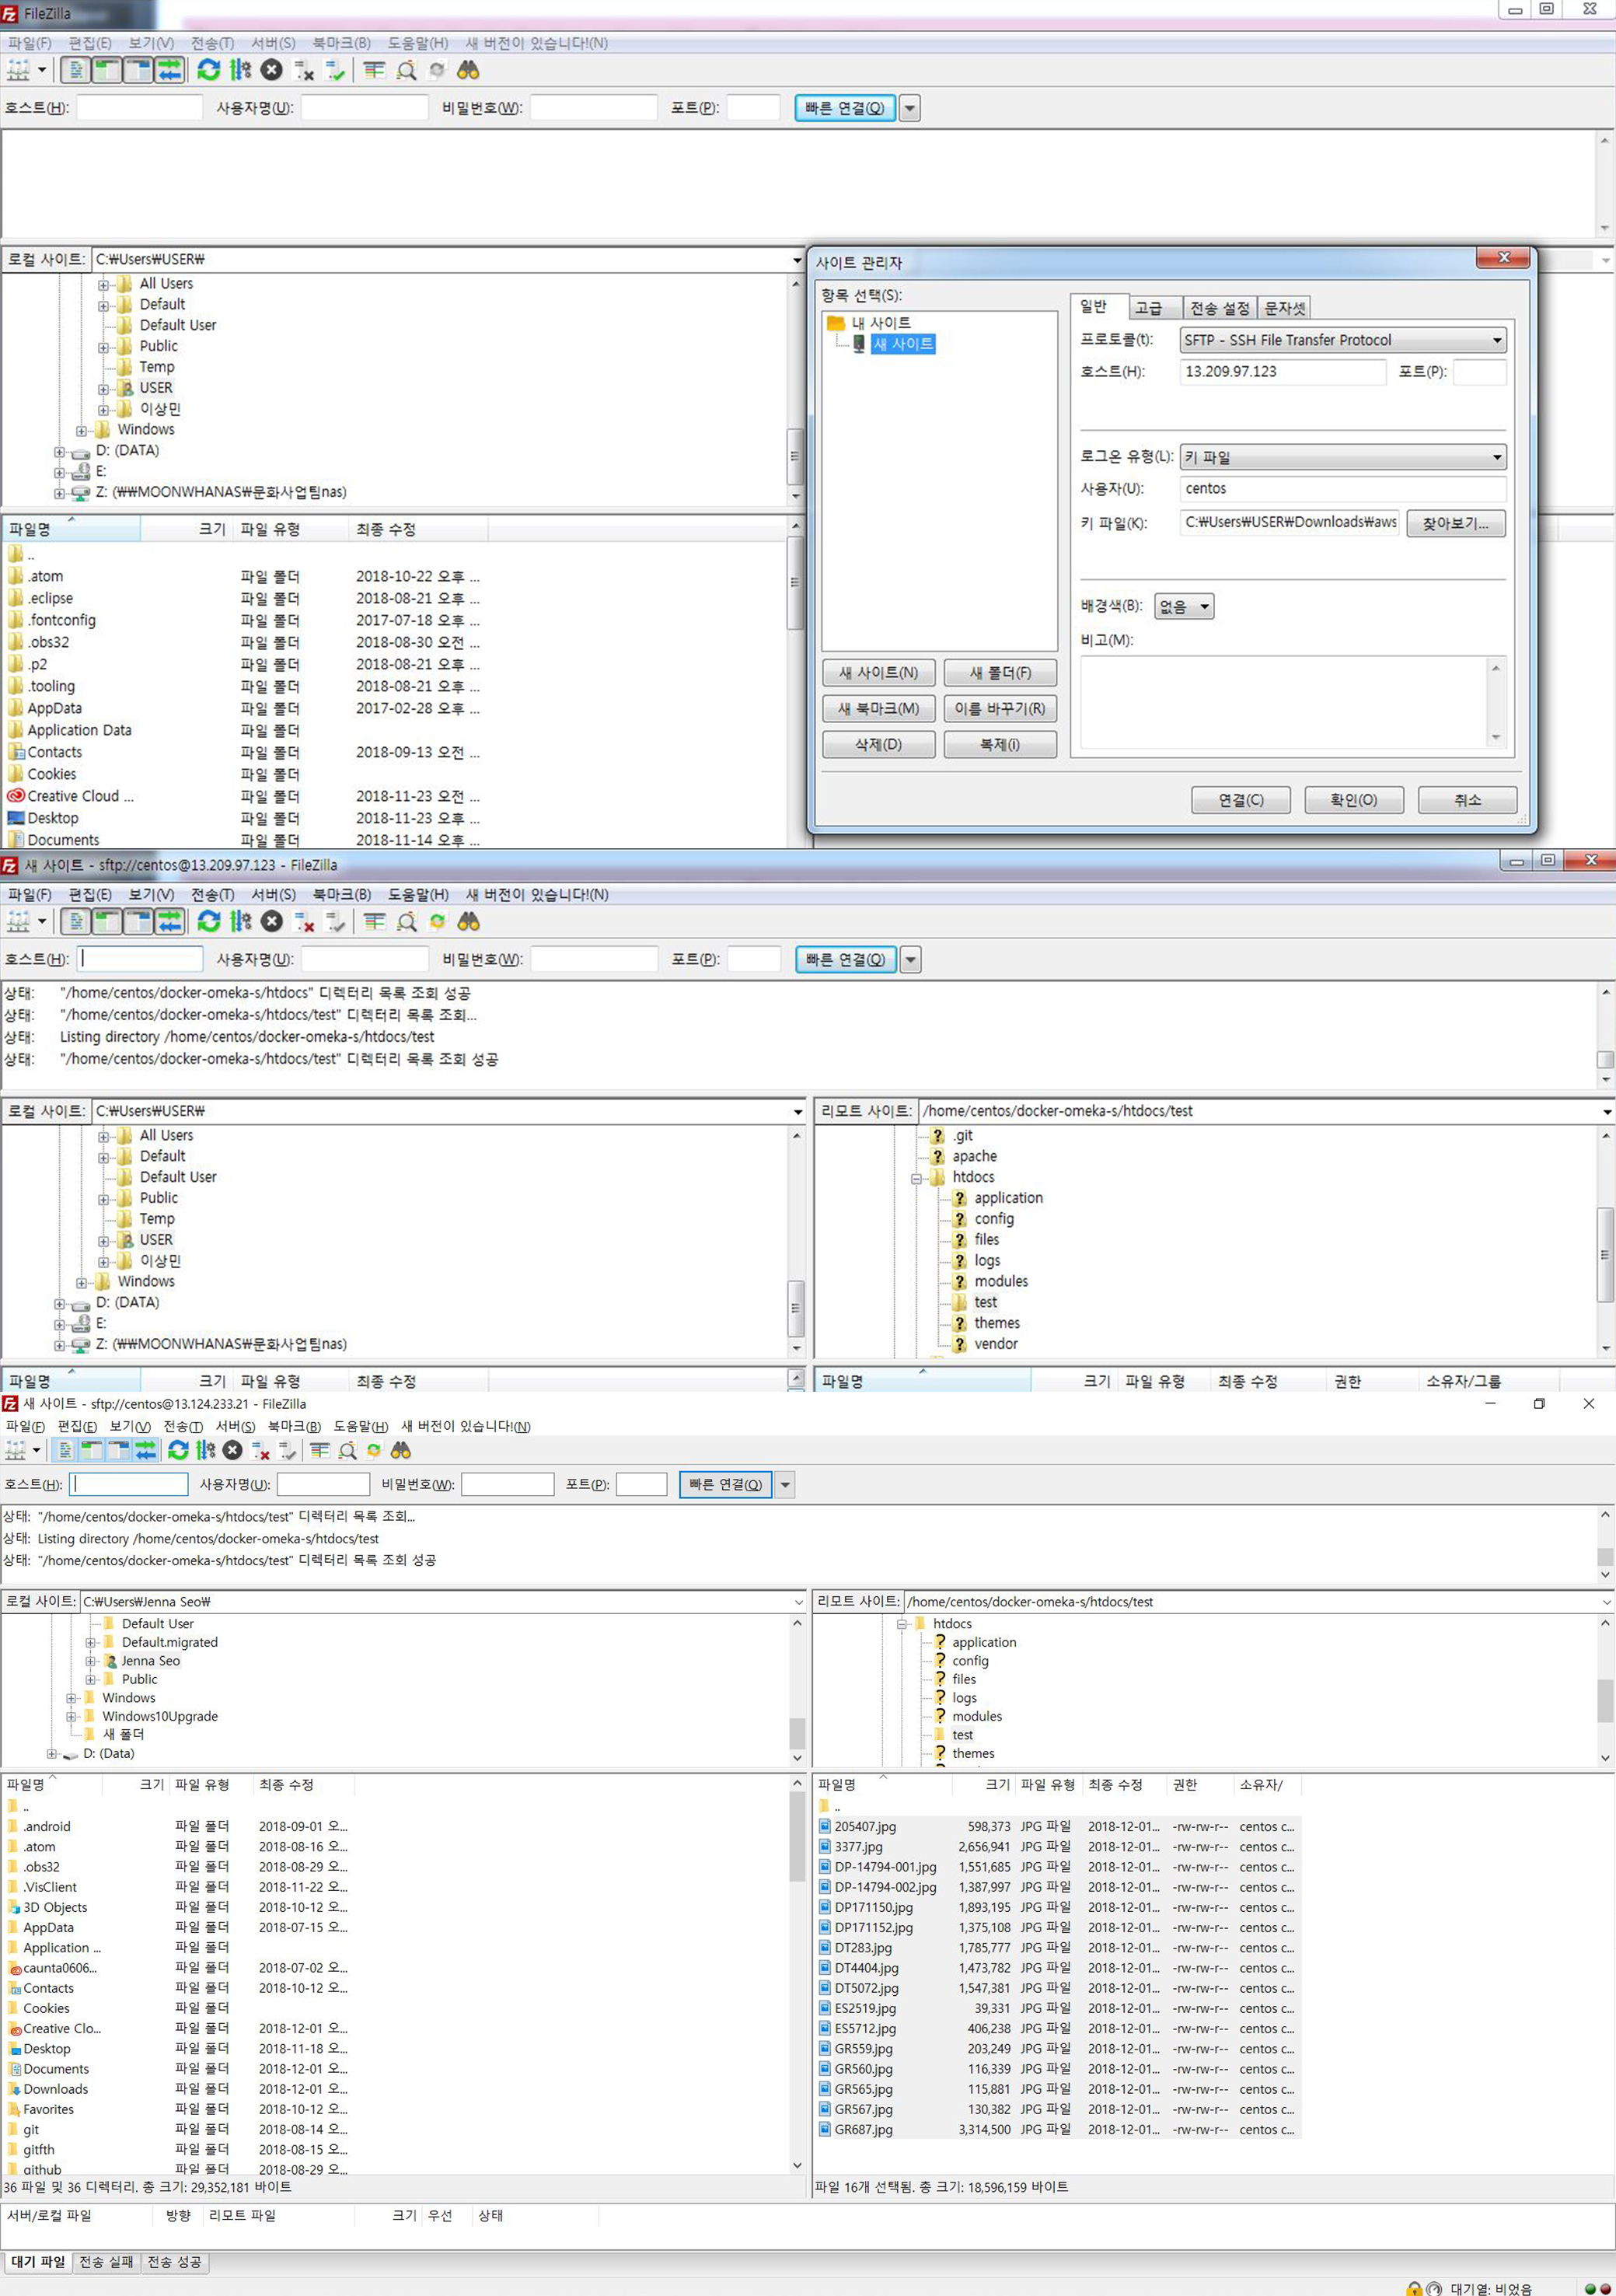 FileZilla
파일(F) 편집(E) 보기(V) 전송(T) 서버(S) 북마크(B) 도움말(H) 새 버전이 있습니다!(N)
호스트(H): 사용자명(U): 비밀번호(W): 포트(P): 빠른 연결(Q)
로컬 사이트: C:₩Users₩USER₩
All Users
Default
Default User
Public
Temp
USER
이상민
Windows
D: (DATA)
E:
Z: (₩₩MOONWHANAS₩문화사업팀nas)
파일명 크기 파일 유형 최종 수정
..
.atom 파일 폴더 2018-10-22 오후 ...
.eclipse 파일 폴더 2018-08-21 오후 ...
.fontconfig 파일 폴더 2017-07-18 오후 ...
.obs32 파일 폴더 2018-08-30 오전 ...
.p2 파일 폴더 2018-08-21 오후 ...
.tooling 파일 폴더 2018-08-21 오후 ...
AppData 파일 폴더 2017-02-28 오후 ...
Application Data 파일 폴더
Contacts 파일 폴더 2018-09-13 오전 ...
Cookies 파일 폴더
Creative Cloud ... 파일 폴더 2018-11-23 오전 ...
Desktop 파일 폴더 2018-11-23 오후 ...
Documents 파일 폴더 2018-11-14 오후 ...
사이트 관리자
항목 선택(S):
내 사이트
새 사이트
새 사이트(N) 새 폴더(F)
새 북마크(M) 이름 바꾸기(R)
삭제(D) 복제(I)
일반 고급 전송 설정 문자셋
프로토콜(t): SFTP - SSH File Transfer Protocol
호스트(H): 13.209.97.123 포트(P):
로그온 유형(L): 키 파일
사용자(U): centos
키 파일(K): C:₩Users₩USER₩Downloads₩aws 찾아보기...
배경색(B): 없음
비고(M):
연결(C) 확인(O) 취소
새 사이트 - sftp://centos@13.209.97.123 - FileZilla
파일(F) 편집(E) 보기(V) 전송(T) 서버(S) 북마크(B) 도움말(H) 새 버전이 있습니다!(N)
호스트(H): 사용자명(U): 비밀번호(W): 포트(P): 빠른 연결(Q)
상태: "/home/centos/docker-omeka-s/htdocs" 디렉터리 목록 조회 성공
상태: "/home/centos/docker-omeka-s/htdocs/test" 디렉터리 목록 조회...
상태: Listing directory /home/centos/docker-omeka-s/htdocs/test
상태: "/home/centos/docker-omeka-s/htdocs/test" 디렉터리 목록 조회 성공
로컬 사이트: C:₩Users₩USER₩
All Users
Default
Default User
Public
Temp
USER
이상민
Windows
D: (DATA)
E:
Z: (₩₩MOONWHANAS₩문화사업팀nas)
파일명 크기 파일 유형 최종 수정
리모트 사이트: /home/centos/docker-omeka-s/htdocs/test
.git
apache
htdocs
application
config
files
logs
modules
test
themes
vendor
파일명 크기 파일 유형 최종 수정 권한 소유자/그룹
새 사이트 - sftp://centos@13.124.233.21 - FileZilla
파일(F) 편집(E) 보기(V) 전송(T) 서버(S) 북마크(B) 도움말(H) 새 버전이 있습니다!(N)
호스트(H): 사용자명(U): 비밀번호(W): 포트(P): 빠른 연결(Q)
상태: "/home/centos/docker-omeka-s/htdocs/test" 디렉터리 목록 조회...
상태: Listing directory /home/centos/docker-omeka-s/htdocs/test
상태: "/home/centos/docker-omeka-s/htdocs/test" 디렉터리 목록 조회 성공
로컬 사이트: C:₩Users₩Jenna Seo₩
Default User
Default.migrated
Jenna Seo
Public
Windows
Windows10Upgrade
새 폴더
D: (Data)
파일명 크기 파일 유형 최종 수정
..
.android 파일 폴더 2018-09-01 오...
.atom 파일 폴더 2018-08-16 오...
.obs32 파일 폴더 2018-08-29 오...
.VisClient 파일 폴더 2018-11-22 오...
3D Objects 파일 폴더 2018-10-12 오...
AppData 파일 폴더 2018-07-15 오...
Application ... 파일 폴더
caunta0606... 파일 폴더 2018-07-02 오...
Contacts 파일 폴더 2018-10-12 오...
Cookies 파일 폴더
Creative Clo... 파일 폴더 2018-12-01 오...
Desktop 파일 폴더 2018-11-18 오...
Documents 파일 폴더 2018-12-01 오...
Downloads 파일 폴더 2018-12-01 오...
Favorites 파일 폴더 2018-10-12 오...
git 파일 폴더 2018-08-14 오...
gitfth 파일 폴더 2018-08-15 오...
github 파일 폴더 2018-08-29 오...
36 파일 및 36 디렉터리. 총 크기: 29,352,181 바이트
리모트 사이트: /home/centos/docker-omeka-s/htdocs/test
htdocs
application
config
files
logs
modules
test
themes
파일명 크기 파일 유형 최종 수정 권한 소유자/
..
205407.jpg 598,373 JPG 파일 2018-12-01... -rw-rw-r-- centos c...
3377.jpg 2,656,941 JPG 파일 2018-12-01... -rw-rw-r-- centos c...
DP-14794-001.jpg 1,551,685 JPG 파일 2018-12-01... -rw-rw-r-- centos c...
DP-14794-002.jpg 1,387,997 JPG 파일 2018-12-01... -rw-rw-r-- centos c...
DP171150.jpg 1,893,195 JPG 파일 2018-12-01... -rw-rw-r-- centos c...
DP171152.jpg 1,375,108 JPG 파일 2018-12-01... -rw-rw-r-- centos c...
DT283.jpg 1,785,777 JPG 파일 2018-12-01... -rw-rw-r-- centos c...
DT4404.jpg 1,473,782 JPG 파일 2018-12-01... -rw-rw-r-- centos c...
DT5072.jpg 1,547,381 JPG 파일 2018-12-01... -rw-rw-r-- centos c...
ES2519.jpg 39,331 JPG 파일 2018-12-01... -rw-rw-r-- centos c...
ES5712.jpg 406,238 JPG 파일 2018-12-01... -rw-rw-r-- centos c...
GR559.jpg 203,249 JPG 파일 2018-12-01... -rw-rw-r-- centos c...
GR560.jpg 116,339 JPG 파일 2018-12-01... -rw-rw-r-- centos c...
GR565.jpg 115,881 JPG 파일 2018-12-01... -rw-rw-r-- centos c...
GR567.jpg 130,382 JPG 파일 2018-12-01... -rw-rw-r-- centos c...
GR687.jpg 3,314,500 JPG 파일 2018-12-01... -rw-rw-r-- centos c...
파일 16개 선택됨. 총 크기: 18,596,159 바이트
서버/로컬 파일 방향 리모트 파일 크기 우선 상태
대기 파일 전송 실패 전송 성공
대기열: 비었음